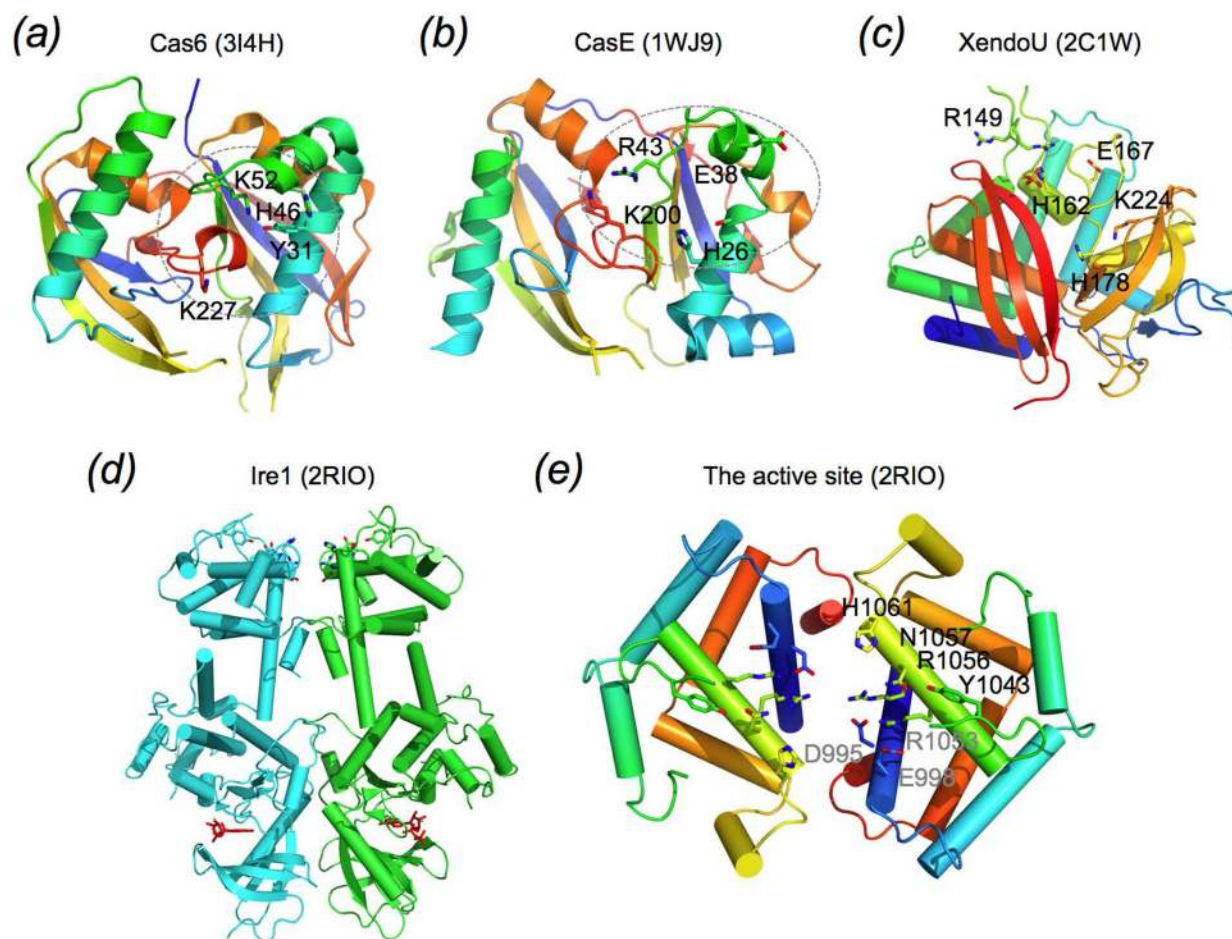 (a)
Cas6 (3I4H)
K52
H46
Y31
K227
(b)
CasE (1WJ9)
R43
E38
K200
H26
(c)
XendoU (2C1W)
R149
E167
H162
K224
H178
(d)
Ire1 (2RIO)
(e)
The active site (2RIO)
H1061
N1057
R1056
Y1043
D995
R1053
E998